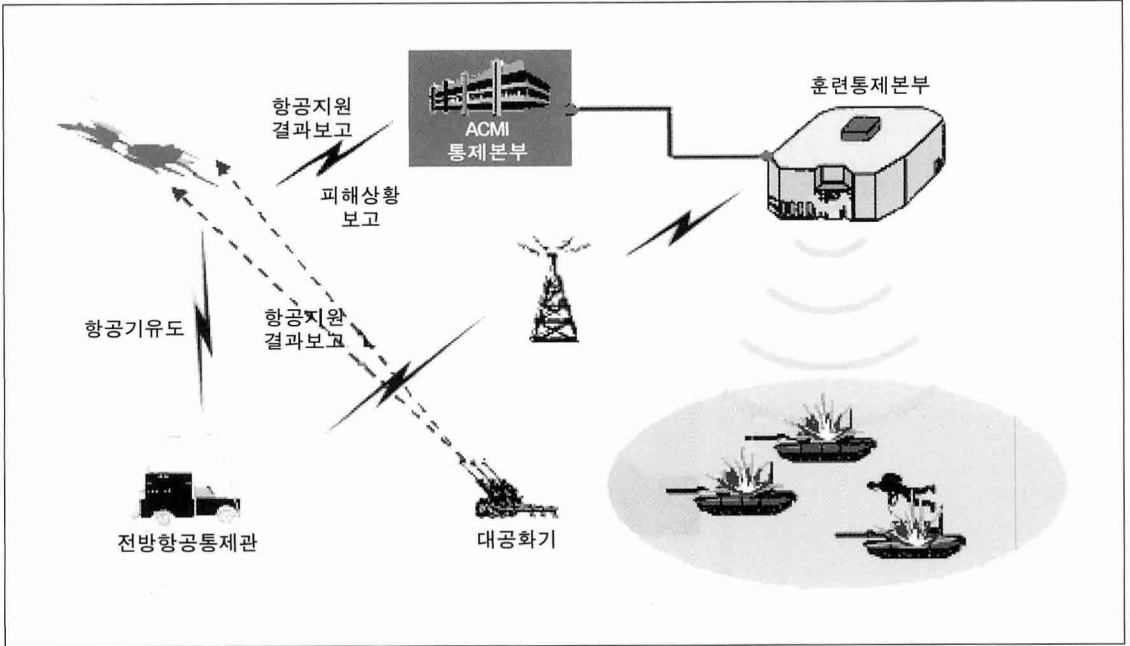 훈련통제본부
항공지원
결과보고
ACMI
통제본부
피해상황
보고
항공기유도
항공지원
결과보고
전방항공통제관
대공화기